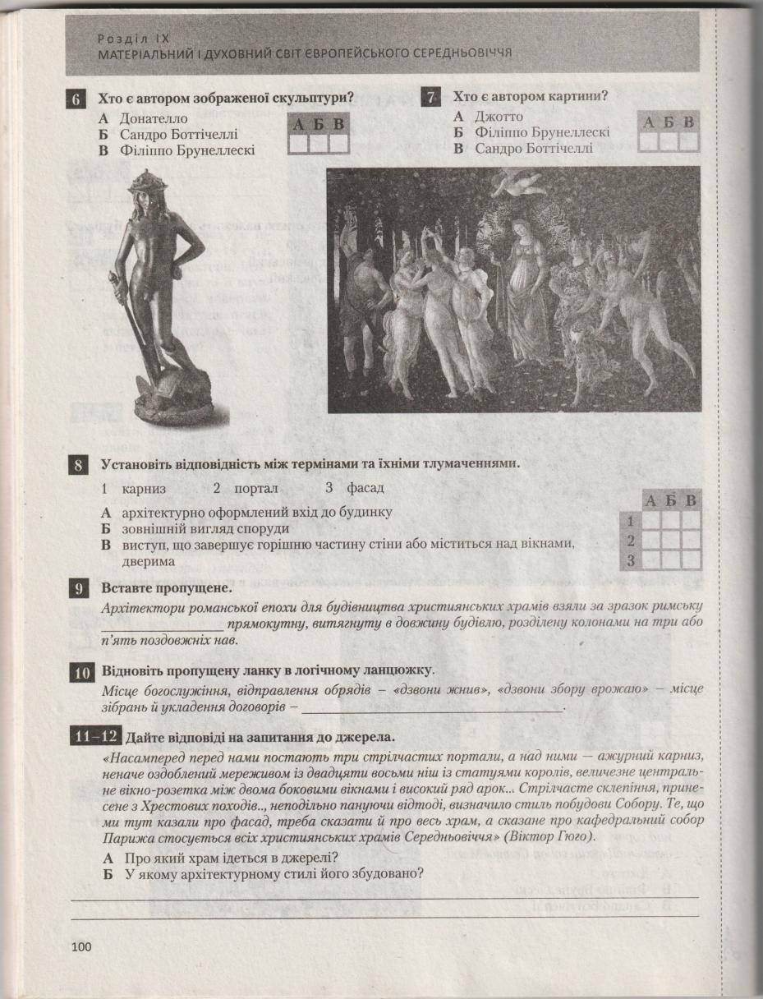 Розділ IX
МАТЕРІАЛЬНИЙ І ДУХОВНИЙ СВІТ ЄВРОПЕЙСЬКОГО СЕРЕДНЬОВІЧЧЯ
6 Хто є автором зображеної скульптури?
А Донателло
Б Сандро Боттічеллі
В Філіппо Брунеллескі
А Б В
7 Хто є автором картини?
А Джотто
Б Філіппо Брунеллескі
В Сандро Боттічеллі
А Б В
8 Установіть відповідність між термінами та їхніми тлумаченнями.
1 карниз 2 портал 3 фасад
А архітектурно оформлений вхід до будинку
Б зовнішній вигляд споруди
В виступ, що завершує горішню частину стіни або міститься над вікнами,
дверима
А Б В
1
2
3
9 Вставте пропущене.
Архітектори романської епохи для будівництва християнських храмів взяли за зразок римську
_______________ прямокутну, витягнуту в довжину будівлю, розділену колонами на три або
п'ять поздовжніх нав.
10 Відновіть пропущену ланку в логічному ланцюжку.
Місце богослужіння, відправлення обрядів – «дзвони жнив», «дзвони збору врожаю» – місце
зібрань й укладення договорів – _______________.
11–12 Дайте відповіді на запитання до джерела.
«Насамперед перед нами постають три стрілчастих портали, а над ними — ажурний карниз,
неначе оздоблений мереживом із двадцяти восьми ніш із статуями королів, величезне централь-
не вікно-розетка між двома боковими вікнами і високий ряд арок... Стрілчасте склепіння, прине-
сене з Хрестових походів.., неподільно пануючи відтоді, визначило стиль побудови Собору. Те, що
ми тут казали про фасад, треба сказати й про весь храм, а сказане про кафедральний собор
Парижа стосується всіх християнських храмів Середньовіччя» (Віктор Гюго).
А Про який храм ідеться в джерелі?
Б У якому архітектурному стилі його збудовано?
100